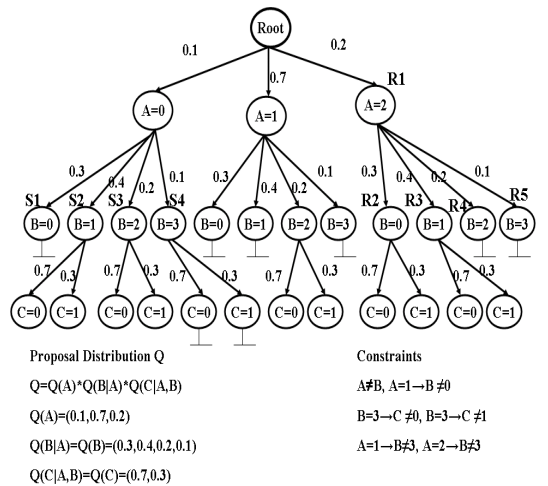 Root
0.1
0.7
0.2
R1
A=0
A=1
A=2
0.3
0.4
0.2
0.1
0.3
0.4
0.2
0.1
0.3
0.4
0.2
0.1
S1
S2
S3
S4
R2
R3
R4
R5
B=0
B=1
B=2
B=3
B=0
B=1
B=2
B=3
B=0
B=1
B=2
B=3
0.7
0.3
0.7
0.3
0.7
0.3
0.7
0.3
0.7
0.3
0.7
0.3
C=0
C=1
C=0
C=1
C=0
C=1
C=0
C=1
C=0
C=1
C=0
C=1
Proposal Distribution Q
Q=Q(A)*Q(B|A)*Q(C|A,B)
Q(A)=(0.1,0.7,0.2)
Q(B|A)=Q(B)=(0.3,0.4,0.2,0.1)
Q(C|A,B)=Q(C)=(0.7,0.3)
Constraints
A≠B, A=1→B ≠0
B=3→C ≠0, B=3→C ≠1
A=1→B≠3, A=2→B≠3